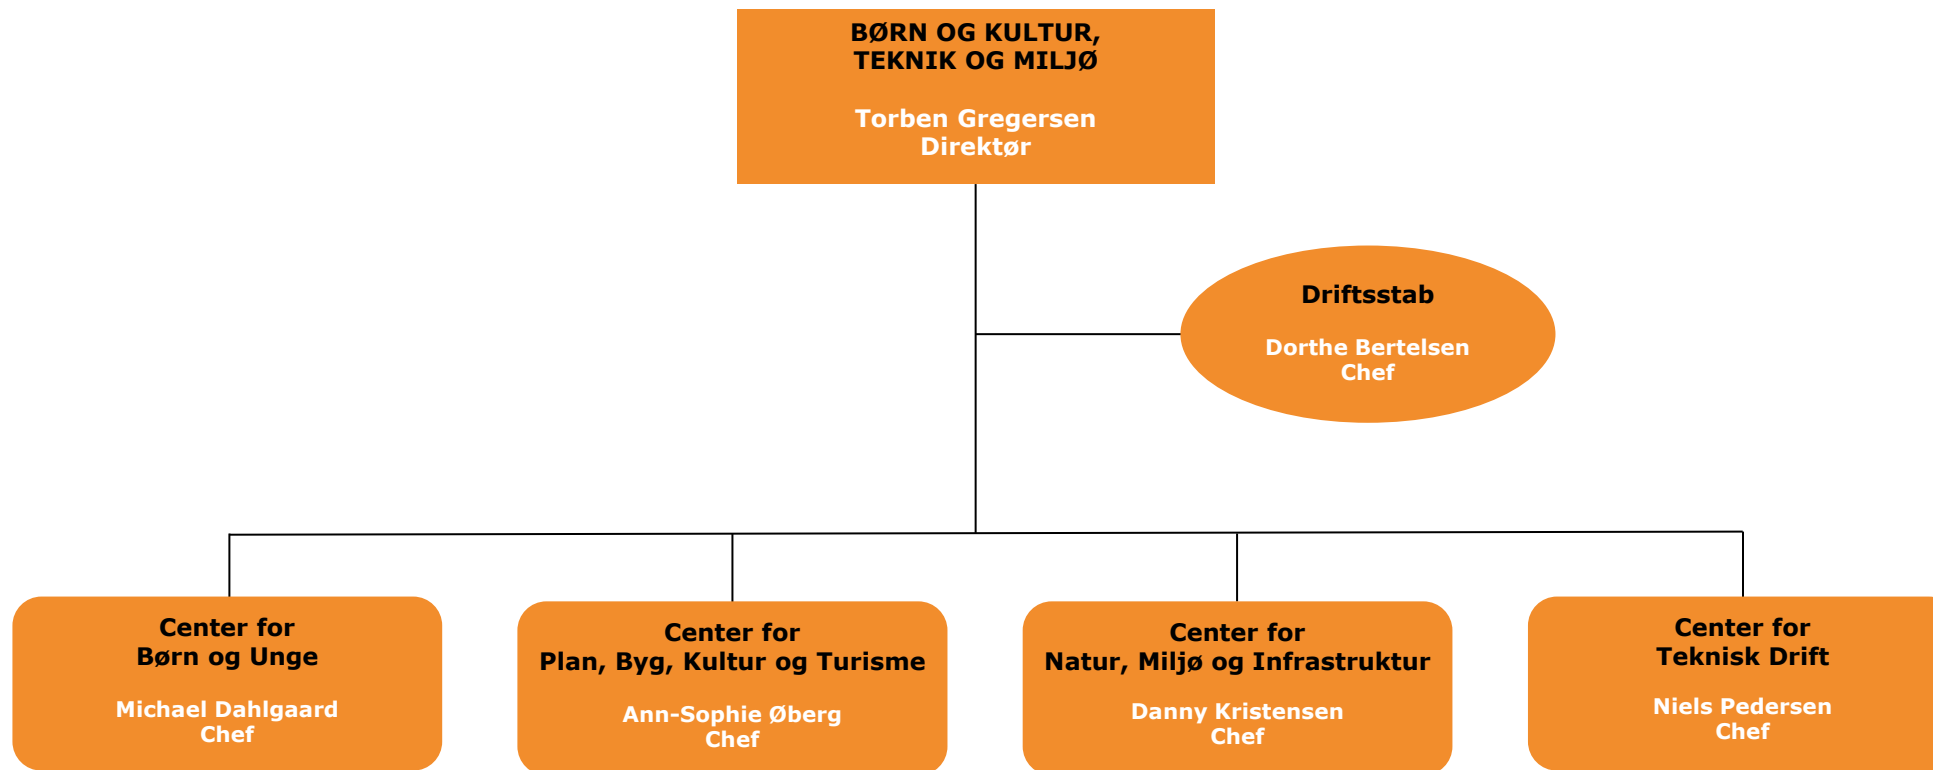 BØRN OG KULTUR,
TEKNIK OG MILJØ
Torben Gregersen
Direktør
Driftsstab
Dorthe Bertelsen
Chef
Center for
Børn og Unge
Michael Dahlgaard
Chef
Center for
Plan, Byg, Kultur og Turisme
Ann-Sophie Øberg
Chef
Center for
Natur, Miljø og Infrastruktur
Danny Kristensen
Chef
Center for
Teknisk Drift
Niels Pedersen
Chef